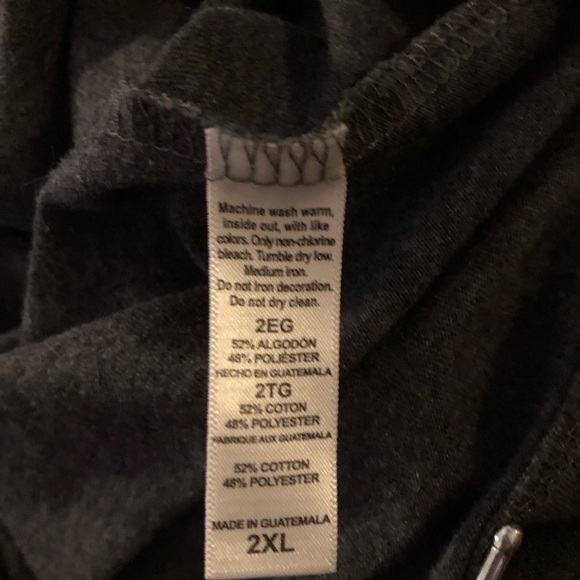 Machine wash warm,
inside out, with like
colors. Only non-chlorine
bleach. Tumble dry low.
Medium iron.
Do not iron decoration.
Do not dry clean.
2EG
52% ALGODÓN
48% POLIÉSTER
HECHO EN GUATEMALA
2TG
52% COTON
48% POLYESTER
FABRIQUE AUX GUATEMALA
52% COTTON
48% POLYESTER
MADE IN GUATEMALA
2XL